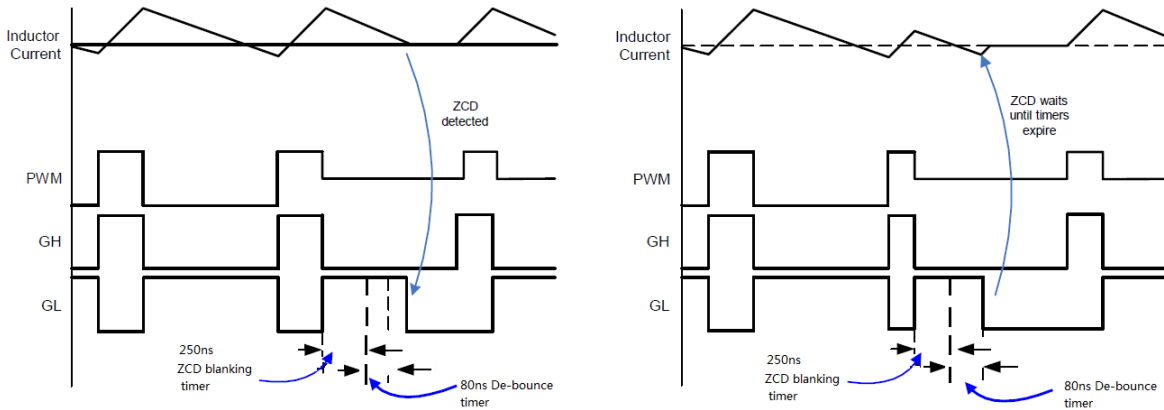 Inductor
Current
ZCD
detected
PWM
GH
GL
250ns
ZCD blanking
timer
80ns De-bounce
timer
Inductor
Current
ZCD waits
until timers
expire
PWM
GH
GL
250ns
ZCD blanking
timer
80ns De-bounce
timer